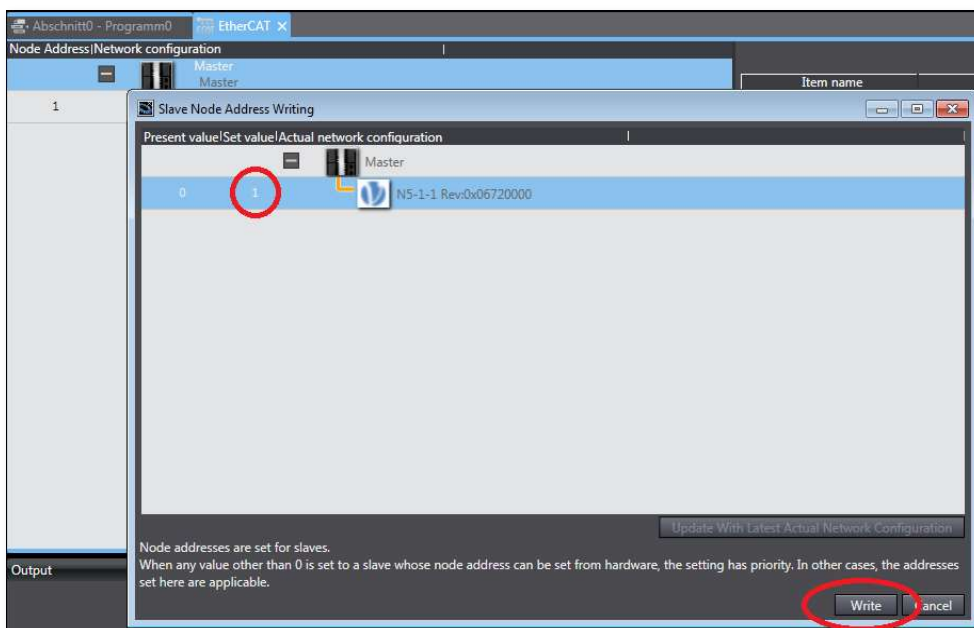 Abschnitt0 - Programm0 EtherCAT
Node Address|Network configuration
Master
Master
Item name
1
Slave Node Address Writing
Present value|Set value|Actual network configuration
Master
0 1 N5-1-1 Rev:0x06720000
Update With Latest Actual Network Configuration
Node addresses are set for slaves.
When any value other than 0 is set to a slave whose node address can be set from hardware, the setting has priority. In other cases, the addresses
set here are applicable.
Output
Write Cancel